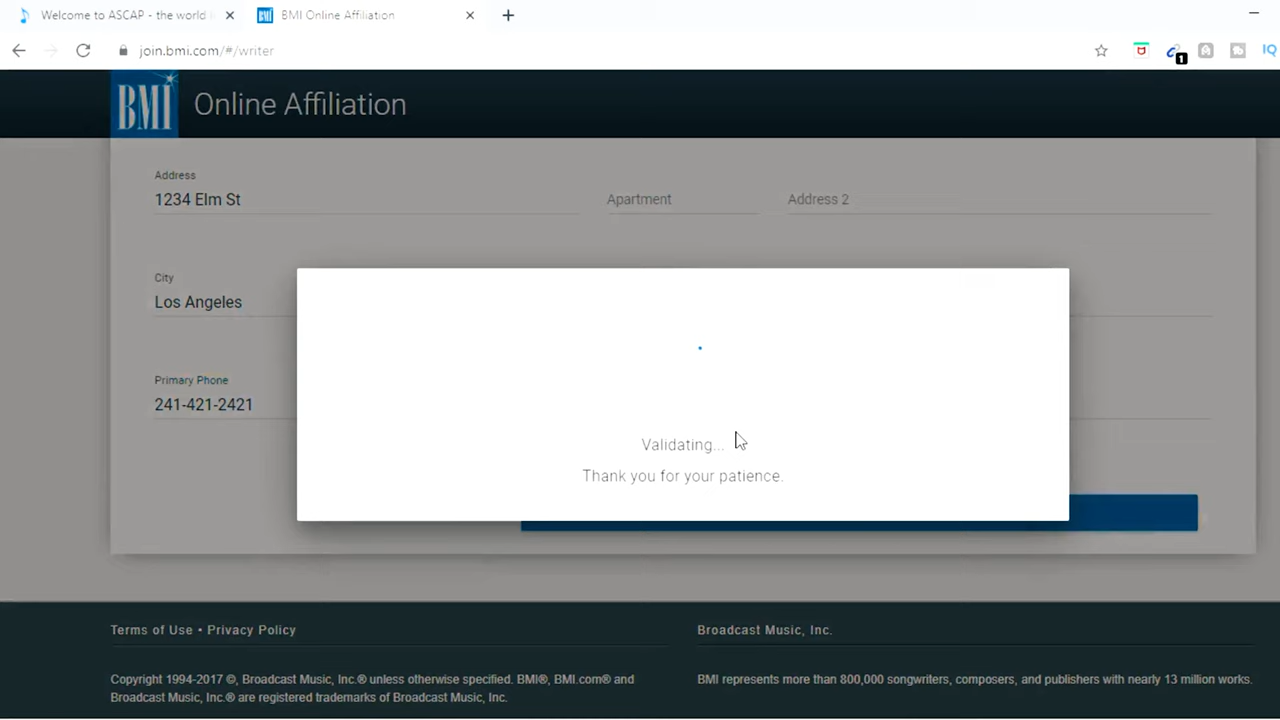 Welcome to ASCAP - the world
BMI Online Affiliation
join.bmi.com/#/writer
1
IQ
BMI Online Affiliation
Address
1234 Elm St
Apartment
Address 2
City
Los Angeles
Primary Phone
241-421-2421
Validating...
Thank you for your patience.
Terms of Use • Privacy Policy
Broadcast Music, Inc.
Copyright 1994-2017 ©, Broadcast Music, Inc.® unless otherwise specified. BMI®, BMI.com® and
Broadcast Music, Inc.® are registered trademarks of Broadcast Music, Inc.
BMI represents more than 800,000 songwriters, composers, and publishers with nearly 13 million works.